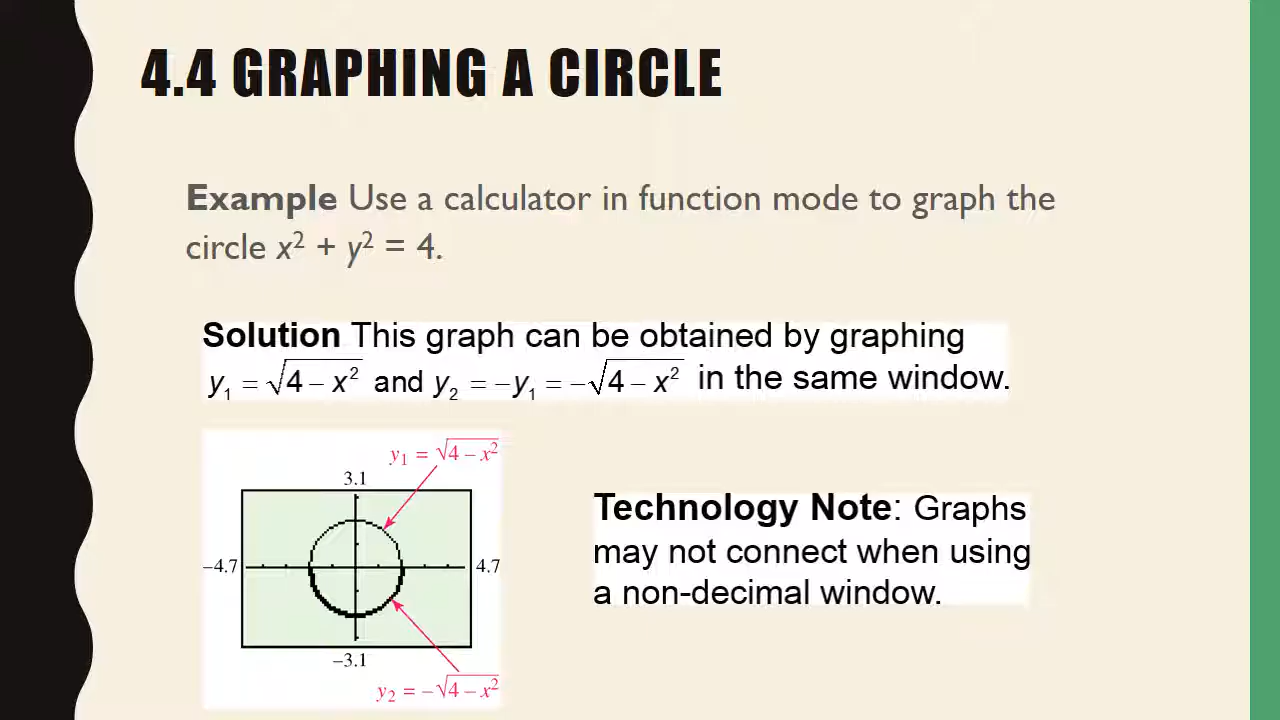 4.4 GRAPHING A CIRCLE
Example Use a calculator in function mode to graph the
circle x² + y² = 4.
Solution This graph can be obtained by graphing
y₁ = √(4 − x²) and y₂ = −y₁ = −√(4 − x²) in the same window.
y₁ = √(4 − x²)
3.1
−4.7
4.7
−3.1
y₂ = −√(4 − x²)
Technology Note: Graphs
may not connect when using
a non-decimal window.